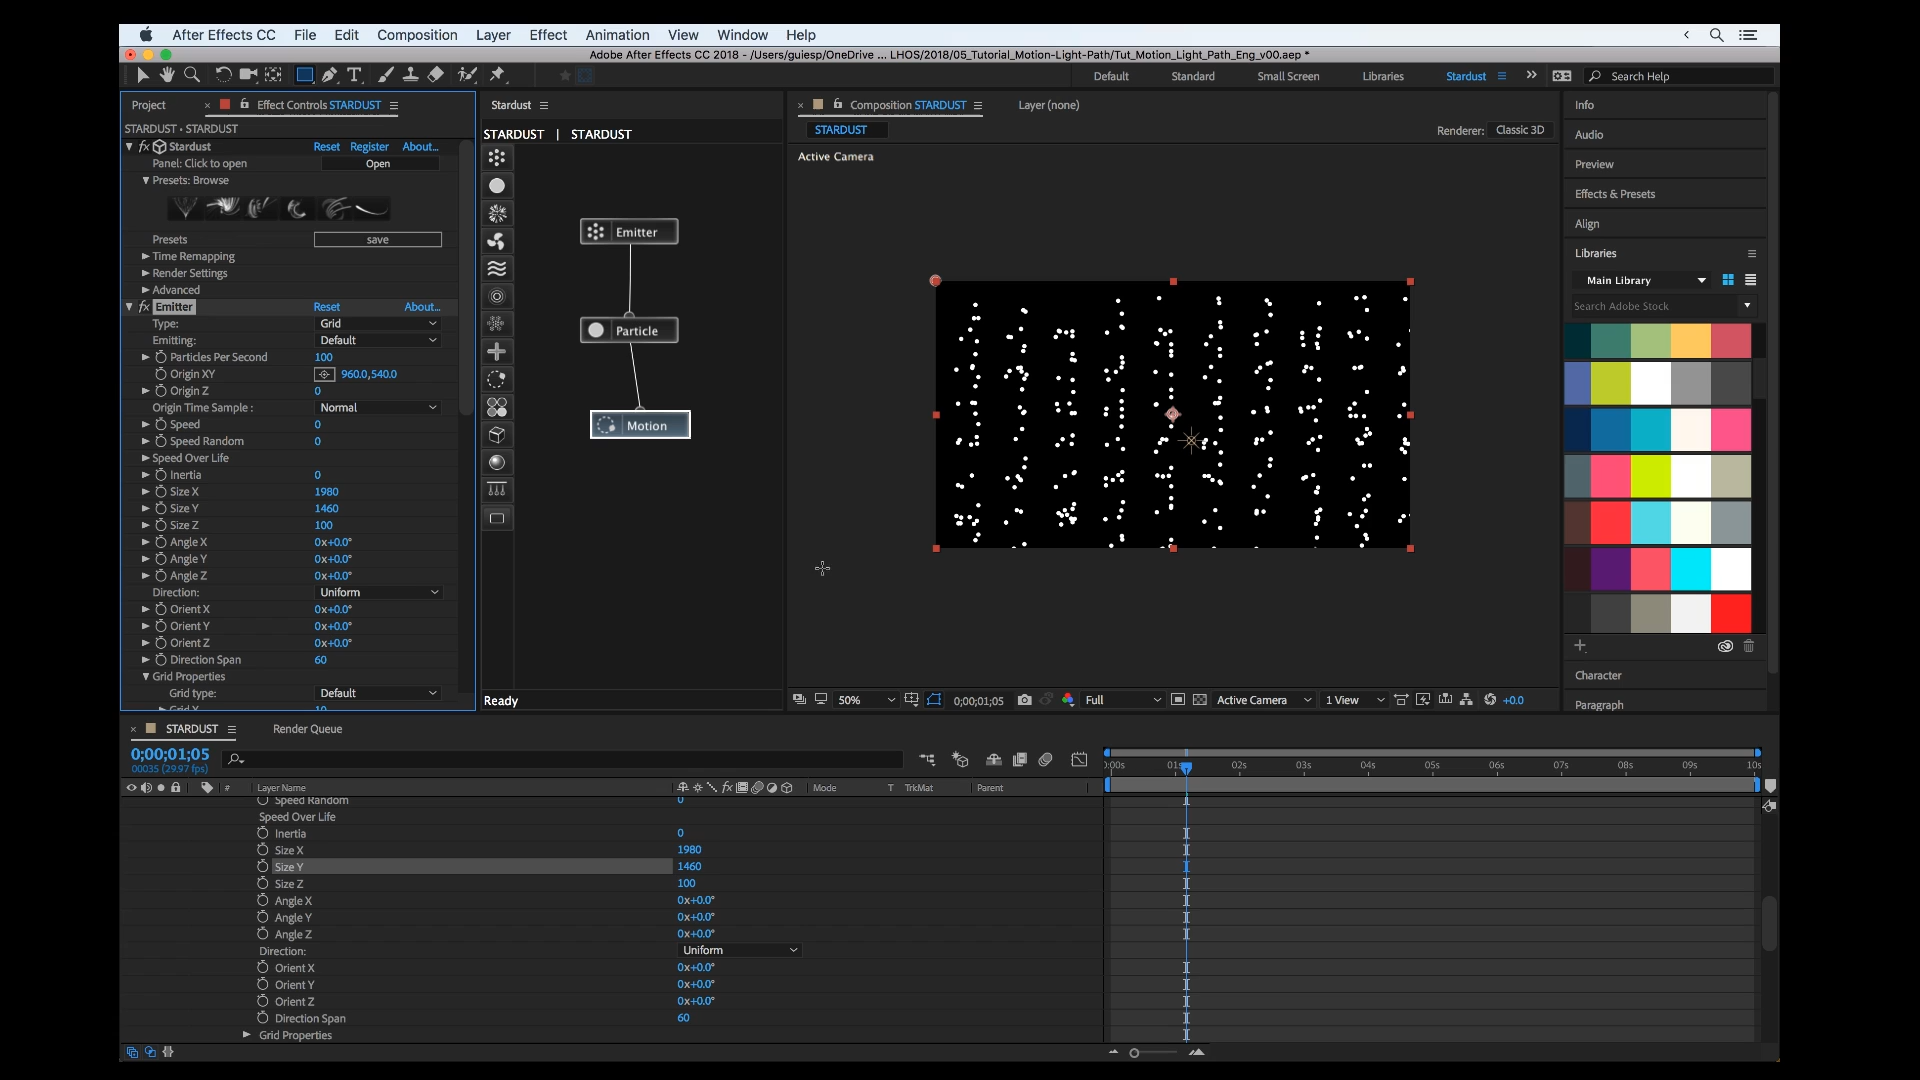 After Effects CC File Edit Composition Layer Effect Animation View Window Help
Adobe After Effects CC 2018 - /Users/guiesp/OneDrive ... LHOS/2018/05_Tutorial_Motion-Light-Path/Tut_Motion_Light_Path_Eng_v00.aep *
Default Standard Small Screen Libraries Stardust Search Help
Project Effect Controls STARDUST
STARDUST • STARDUST
fx Stardust Reset Register About...
Panel: Click to open Open
Presets: Browse
Presets save
Time Remapping
Render Settings
Advanced
fx Emitter Reset About...
Type: Grid
Emitting: Default
Particles Per Second 100
Origin XY 960.0,540.0
Origin Z 0
Origin Time Sample : Normal
Speed 0
Speed Random 0
Speed Over Life
Inertia 0
Size X 1980
Size Y 1460
Size Z 100
Angle X 0x+0.0°
Angle Y 0x+0.0°
Angle Z 0x+0.0°
Direction: Uniform
Orient X 0x+0.0°
Orient Y 0x+0.0°
Orient Z 0x+0.0°
Direction Span 60
Grid Properties
Grid type: Default
Grid X 10
Stardust
STARDUST | STARDUST
Emitter
Particle
Motion
Ready
Composition STARDUST Layer (none)
STARDUST
Renderer: Classic 3D
Active Camera
50% 0;00;01;05 Full Active Camera 1 View +0.0
Info
Audio
Preview
Effects & Presets
Align
Libraries
Main Library
Search Adobe Stock
Character
Paragraph
STARDUST Render Queue
0;00;01;05
00035 (29.97 fps)
:00s 01s 02s 03s 04s 05s 06s 07s 08s 09s 10s
# Layer Name fx Mode T TrkMat Parent
Speed Random 0
Speed Over Life
Inertia 0
Size X 1980
Size Y 1460
Size Z 100
Angle X 0x+0.0°
Angle Y 0x+0.0°
Angle Z 0x+0.0°
Direction: Uniform
Orient X 0x+0.0°
Orient Y 0x+0.0°
Orient Z 0x+0.0°
Direction Span 60
Grid Properties